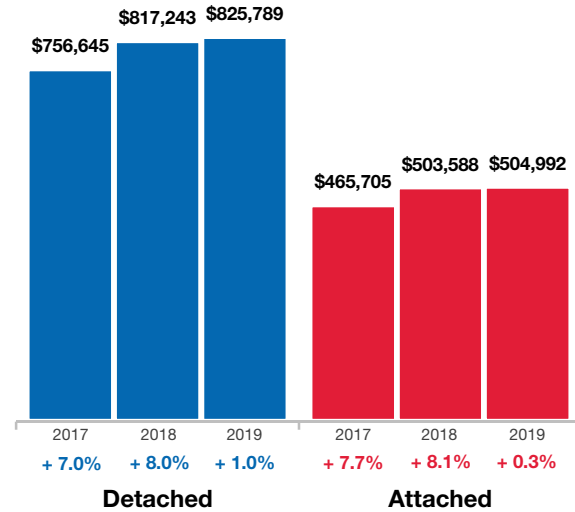 $756,645 $817,243 $825,789
$465,705 $503,588 $504,992
2017 2018 2019 2017 2018 2019
+ 7.0% + 8.0% + 1.0% + 7.7% + 8.1% + 0.3%
Detached Attached